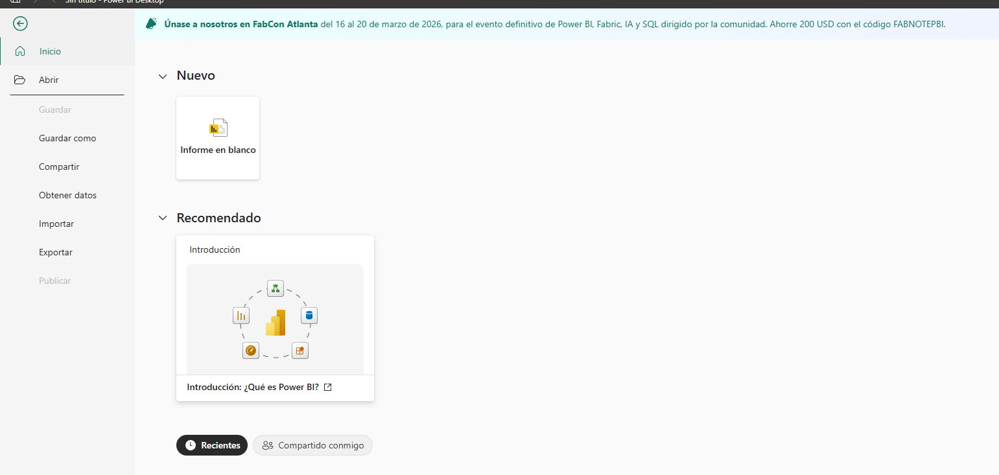 Sin título - Power BI Desktop
Únase a nosotros en FabCon Atlanta del 16 al 20 de marzo de 2026, para el evento definitivo de Power BI, Fabric, IA y SQL dirigido por la comunidad. Ahorre 200 USD con el código FABNOTEPBI.
Inicio
Abrir
Guardar
Guardar como
Compartir
Obtener datos
Importar
Exportar
Publicar
Nuevo
Informe en blanco
Recomendado
Introducción
Introducción: ¿Qué es Power BI?
Recientes
Compartido conmigo